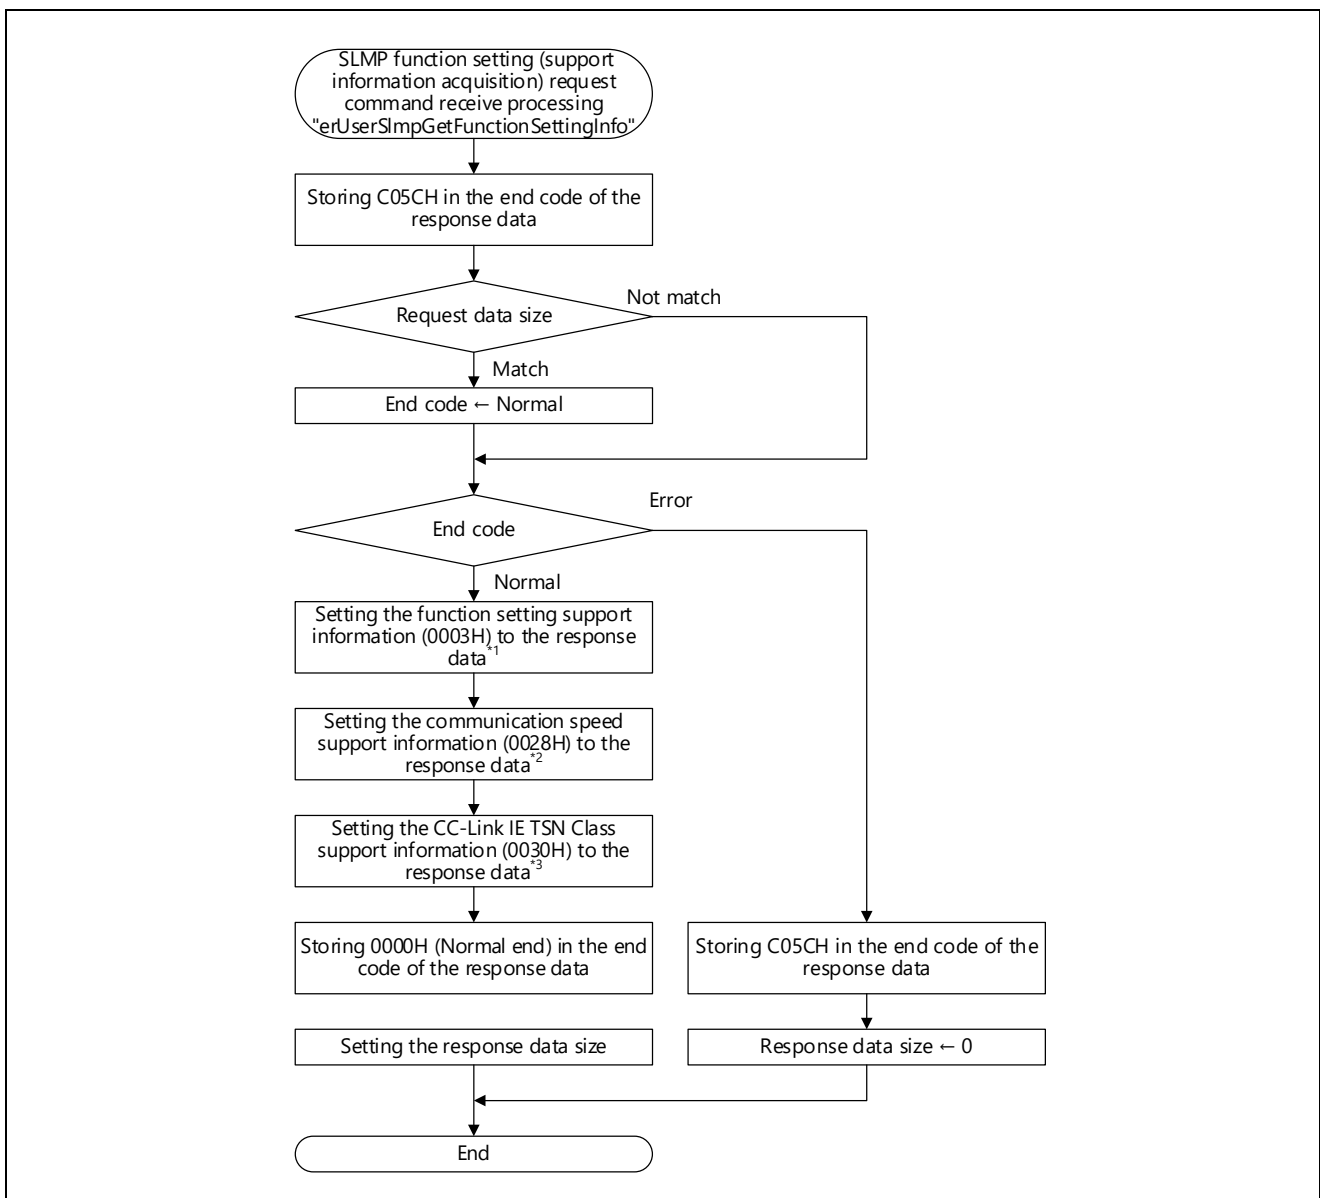 SLMP function setting (support
information acquisition) request
command receive processing
"erUserSlmpGetFunctionSettingInfo"
Storing C05CH in the end code of the
response data
Request data size
Not match
Match
End code ← Normal
End code
Error
Normal
Setting the function setting support
information (0003H) to the response
data*1
Setting the communication speed
support information (0028H) to the
response data*2
Setting the CC-Link IE TSN Class
support information (0030H) to the
response data*3
Storing 0000H (Normal end) in the end
code of the response data
Storing C05CH in the end code of the
response data
Setting the response data size
Response data size ← 0
End